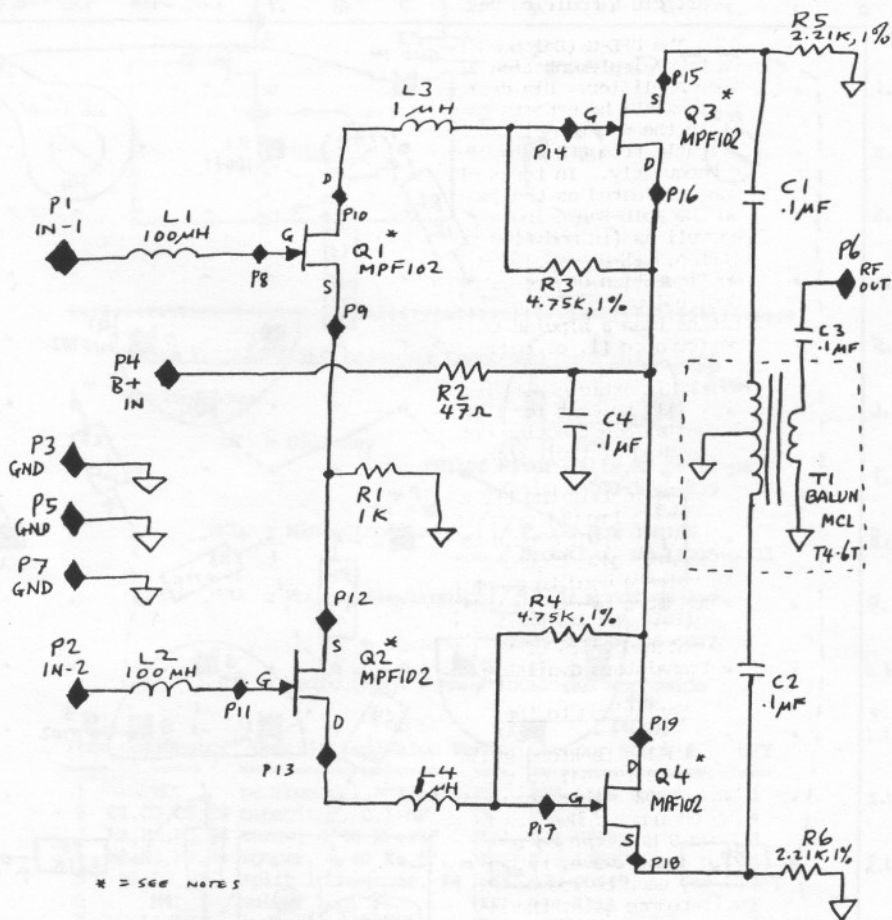 R5
2.21K, 1%
L3
1 µH
P15
S
G
Q3*
MPF102
P14
D
P16
C1
.1µF
P6
RF
OUT
P1
IN-1
L1
100µH
D
P10
G
Q1*
MPF102
P8
S
P9
R3
4.75K, 1%
C3
.1µF
P4
B+
IN
R2
47Ω
C4
.1µF
T1
BALUN
MCL
T4-6T
P3
GND
P5
GND
P7
GND
R1
1K
P12
R4
4.75K, 1%
S
Q2*
MPF102
P2
IN-2
L2
100µH
G
P11
D
P13
C2
.1µF
P19
L4
1µH
D
Q4*
MPF102
G
P17
S
P18
R6
2.21K, 1%
* = SEE NOTES